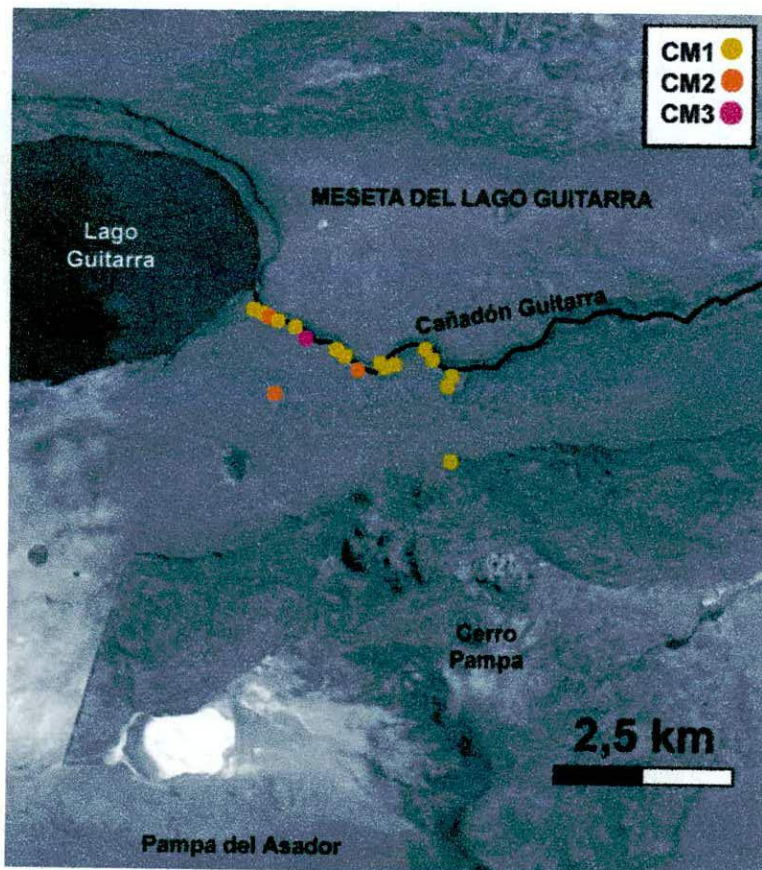 CM1
CM2
CM3
MESETA DEL LAGO GUITARRA
Lago
Guitarra
Cañadón Guitarra
Cerro
Pampa
2,5 km
Pampa del Asador